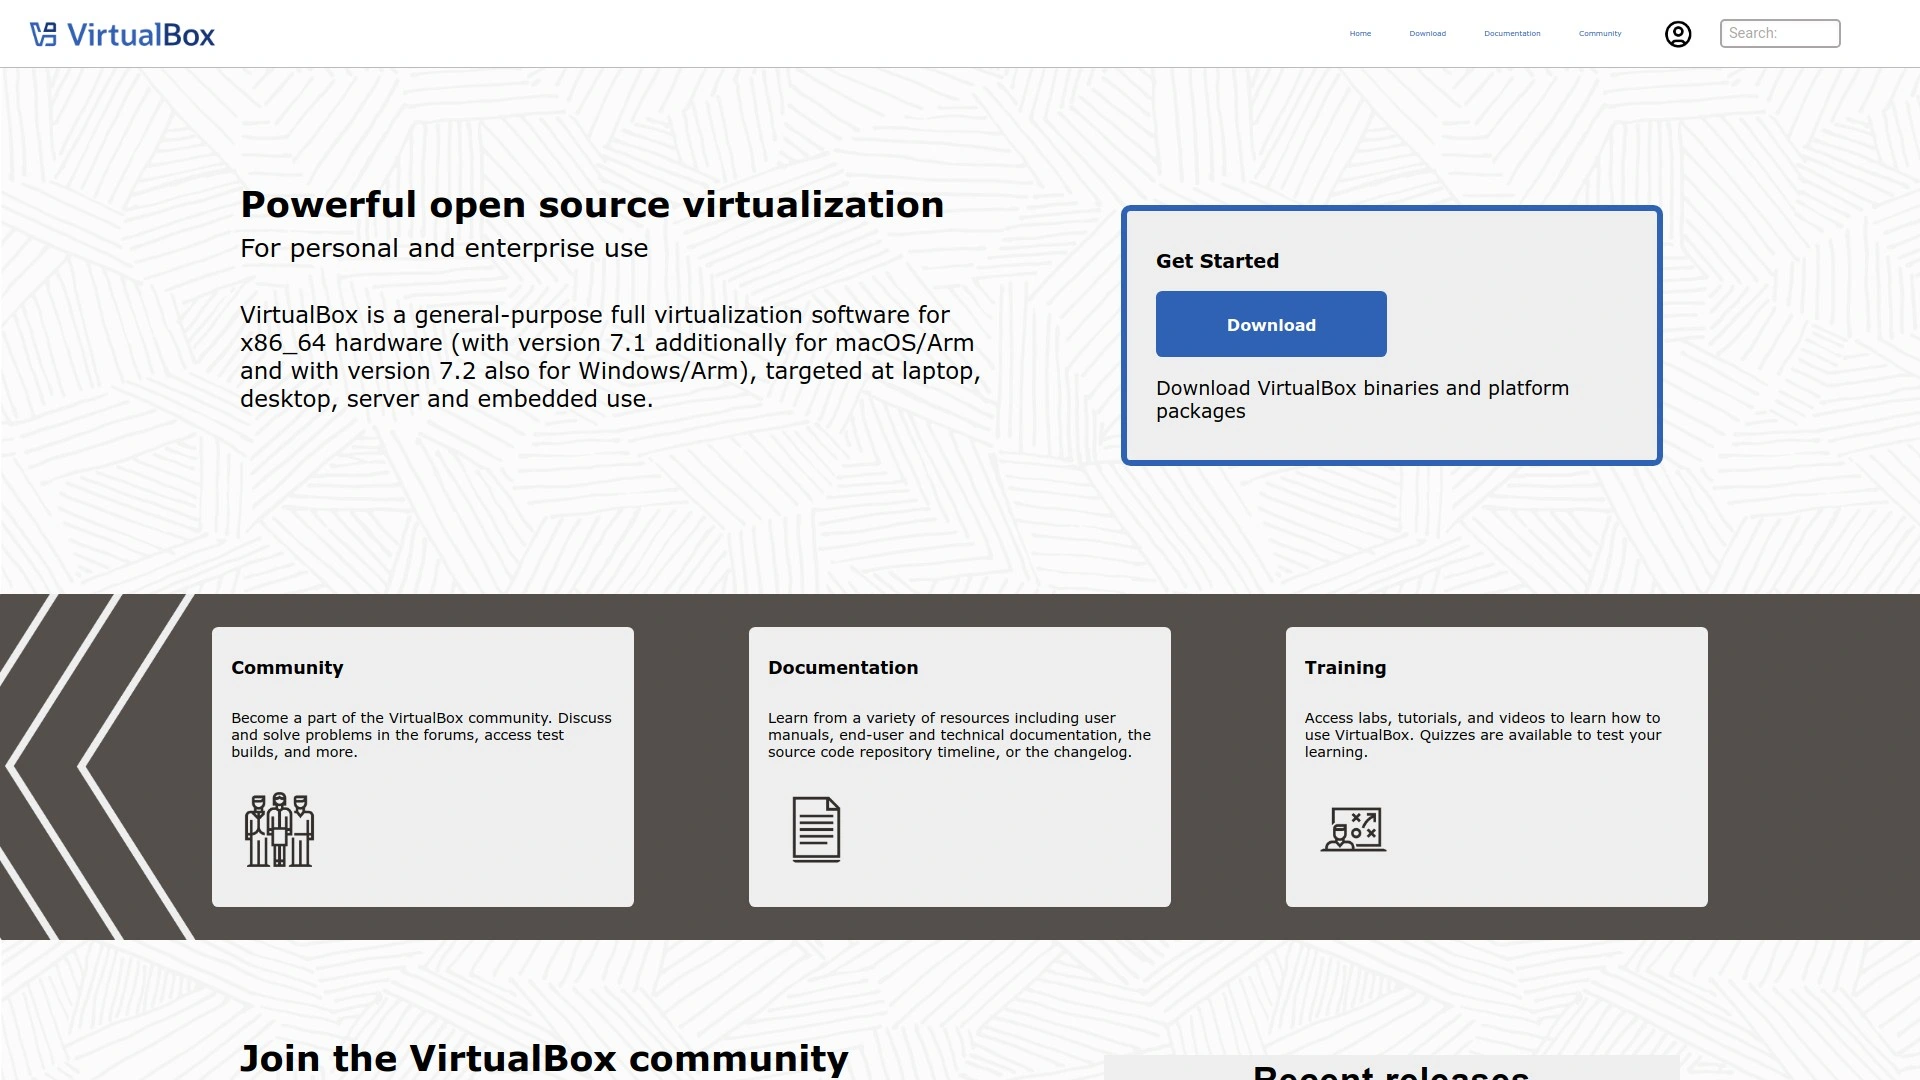 VirtualBox
Home
Download
Documentation
Community
Search:
Powerful open source virtualization
For personal and enterprise use
VirtualBox is a general-purpose full virtualization software for
x86_64 hardware (with version 7.1 additionally for macOS/Arm
and with version 7.2 also for Windows/Arm), targeted at laptop,
desktop, server and embedded use.
Get Started
Download
Download VirtualBox binaries and platform
packages
Community
Become a part of the VirtualBox community. Discuss
and solve problems in the forums, access test
builds, and more.
Documentation
Learn from a variety of resources including user
manuals, end-user and technical documentation, the
source code repository timeline, or the changelog.
Training
Access labs, tutorials, and videos to learn how to
use VirtualBox. Quizzes are available to test your
learning.
Join the VirtualBox community
Recent releases